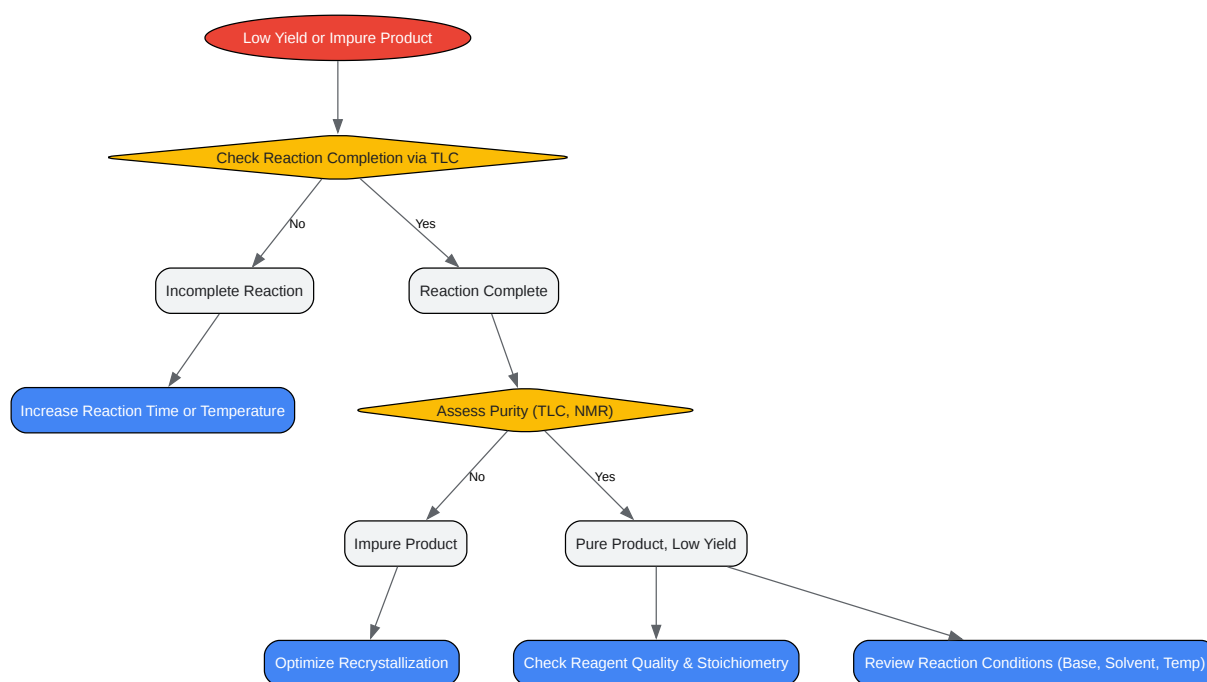 Low Yield or Impure Product
Check Reaction Completion via TLC
No
Yes
Incomplete Reaction
Reaction Complete
Increase Reaction Time or Temperature
Assess Purity (TLC, NMR)
No
Yes
Impure Product
Pure Product, Low Yield
Optimize Recrystallization
Check Reagent Quality & Stoichiometry
Review Reaction Conditions (Base, Solvent, Temp)